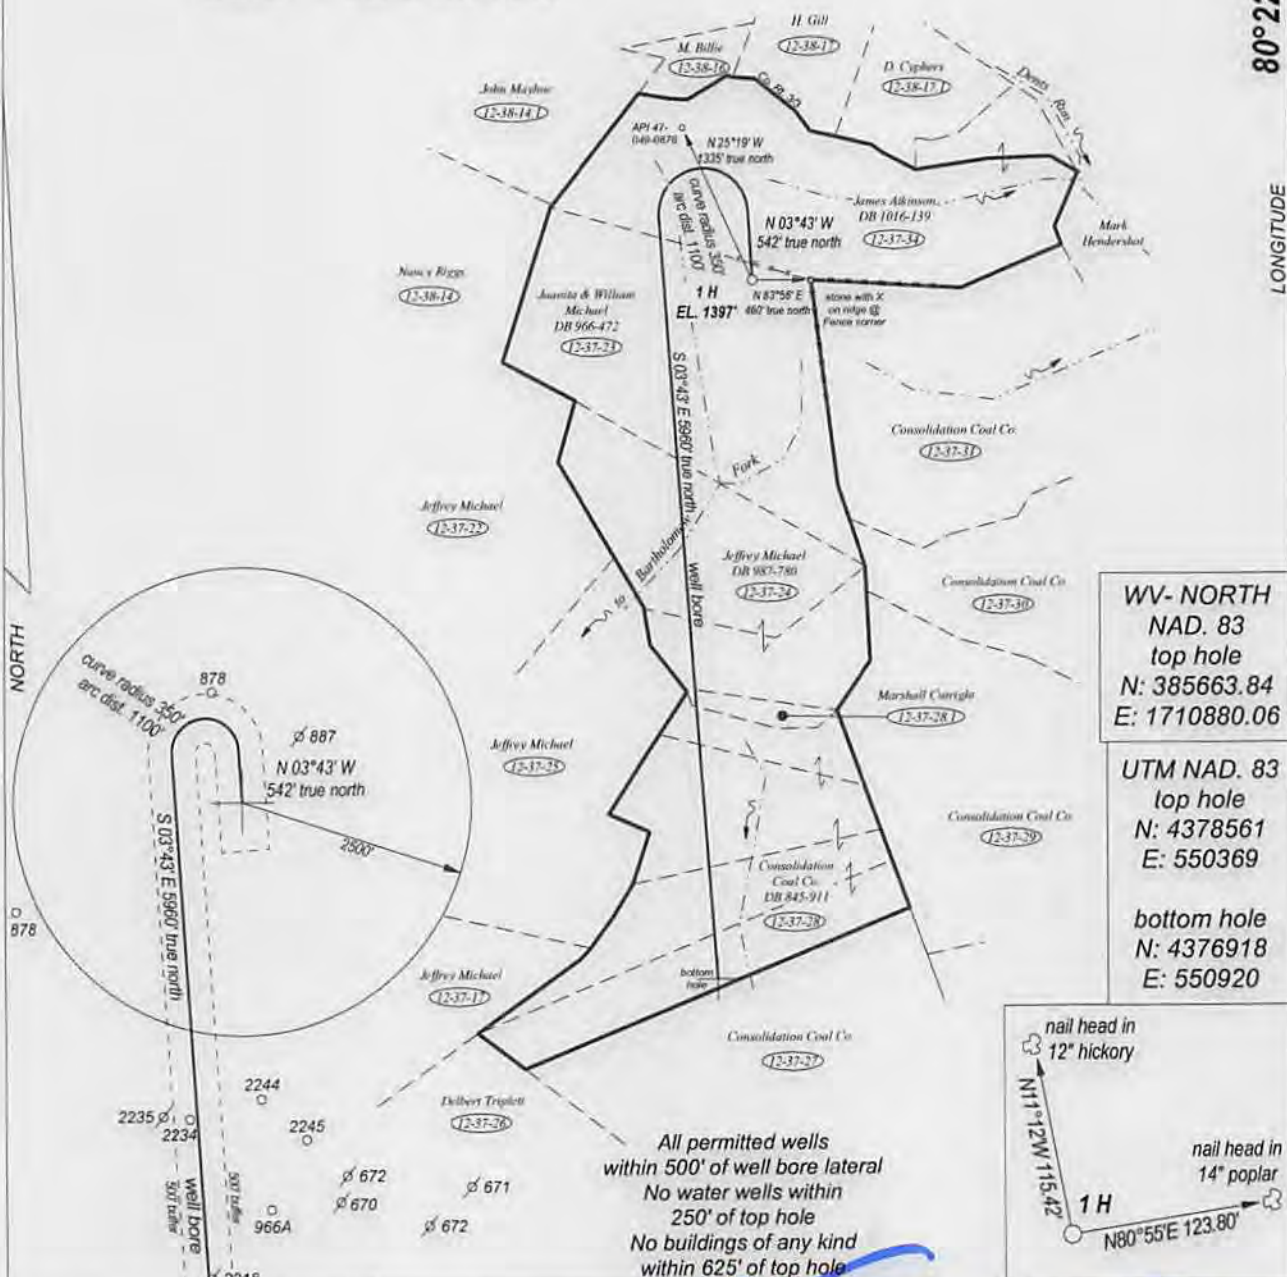 80°22
LONGITUDE
H. Gill
12-38-17
M. Billie
12-38-16
D. Cyphers
12-38-17.1
Dents Run
John Mayhue
12-38-14.1
Co. Rt. 30
API 47-
049-0878
N 25°19' W
1335' true north
curve radius 350'
arc dist. 1100'
N 03°43' W
542' true north
James Atkinson
DB 1016-139
12-37-34
Mark
Hendershot
Nancy Riggs
12-38-14
Juanita & William
Michael
DB 966-472
12-37-23
1 H
EL. 1397'
N 83°56' E
460' true north
stone with X
on ridge @
Fence corner
S 03°43' E 5960' true north
well bore
Consolidation Coal Co.
12-37-31
to Bartholomew Fork
Jeffrey Michael
12-37-22
Jeffrey Michael
DB 987-780
12-37-24
Consolidation Coal Co
12-37-30
WV- NORTH
NAD. 83
top hole
N: 385663.84
E: 1710880.06
NORTH
Marshall
12-37-28.1
Jeffrey Michael
12-37-25
UTM NAD. 83
top hole
N: 4378561
E: 550369
bottom hole
N: 4376918
E: 550920
Consolidation Coal Co
12-37-29
Consolidation
Coal Co.
DB 845-911
12-37-28
bottom
hole
Jeffrey Michael
12-37-17
Consolidation Coal Co
12-37-27
Delbert Triplett
12-37-26
curve radius 350'
arc dist. 1100'
878
887
N 03°43' W
542' true north
2500'
S 03°43' E 5960' true north
878
2244
2235
2234
2245
672
670
671
966A
672
500' buffer
well bore
500' buffer
All permitted wells
within 500' of well bore lateral
No water wells within
250' of top hole
No buildings of any kind
within 625' of top hole
nail head in
12" hickory
N11°12'W 115.42'
nail head in
14" poplar
1 H
N80°55'E 123.80'